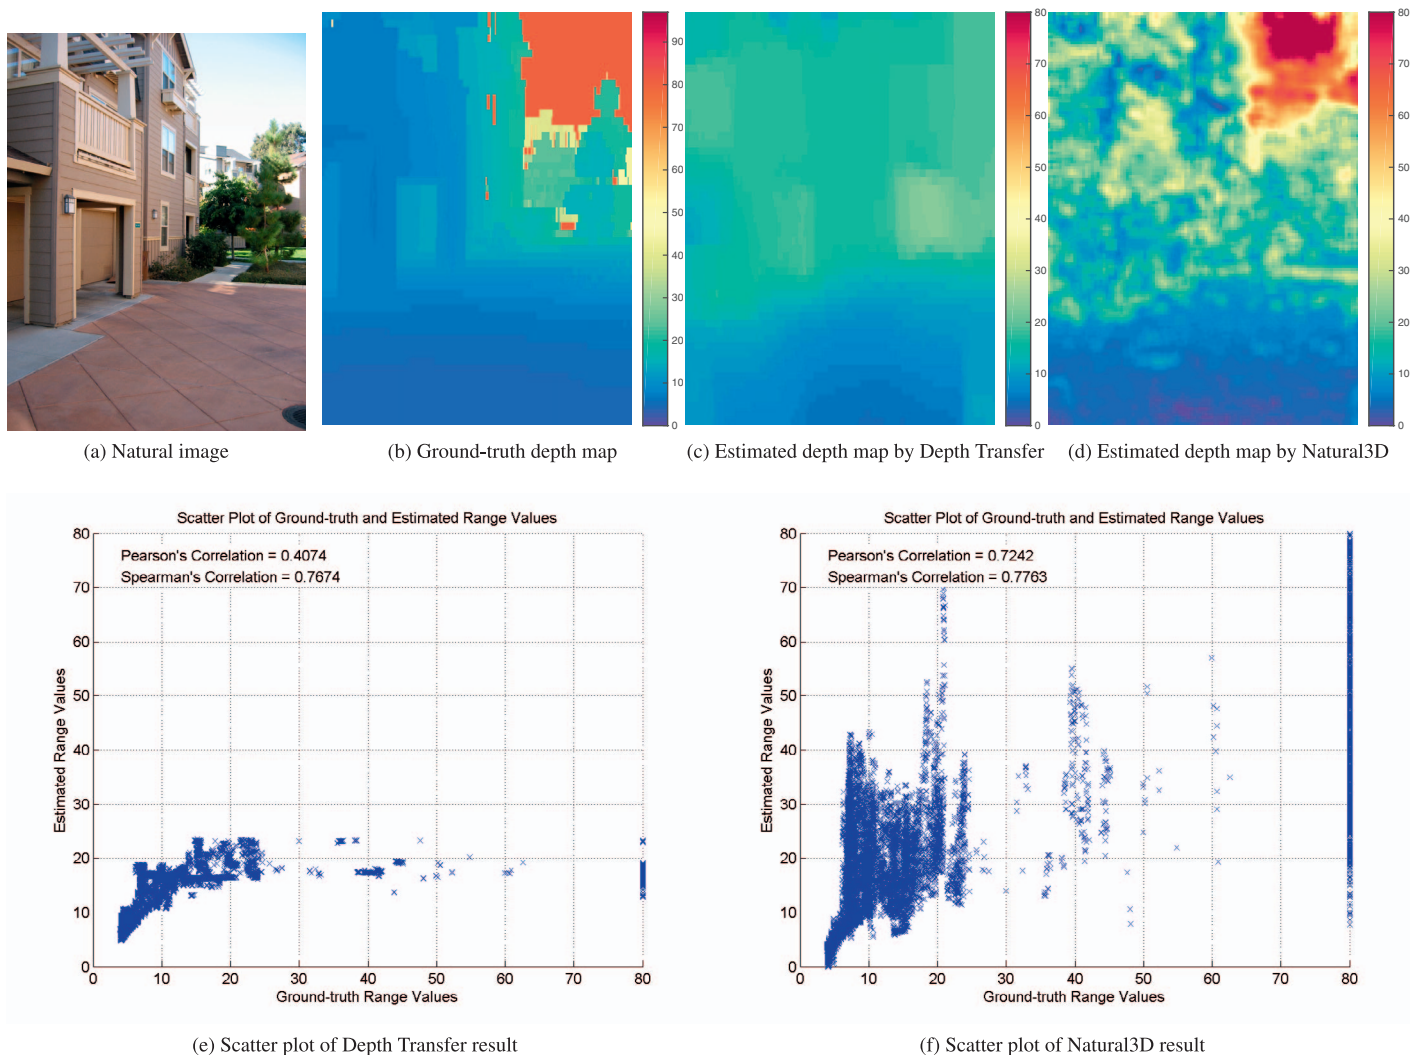 90
80
70
60
50
40
30
20
10
0
80
70
60
50
40
30
20
10
0
80
70
60
50
40
30
20
10
0
(a) Natural image
(b) Ground-truth depth map
(c) Estimated depth map by Depth Transfer
(d) Estimated depth map by Natural3D
Scatter Plot of Ground-truth and Estimated Range Values
Pearson's Correlation = 0.4074
Spearman's Correlation = 0.7674
80
70
60
50
40
30
20
10
0
Estimated Range Values
0 10 20 30 40 50 60 70 80
Ground-truth Range Values
(e) Scatter plot of Depth Transfer result
Scatter Plot of Ground-truth and Estimated Range Values
Pearson's Correlation = 0.7242
Spearman's Correlation = 0.7763
80
70
60
50
40
30
20
10
0
Estimated Range Values
0 10 20 30 40 50 60 70 80
Ground-truth Range Values
(f) Scatter plot of Natural3D result